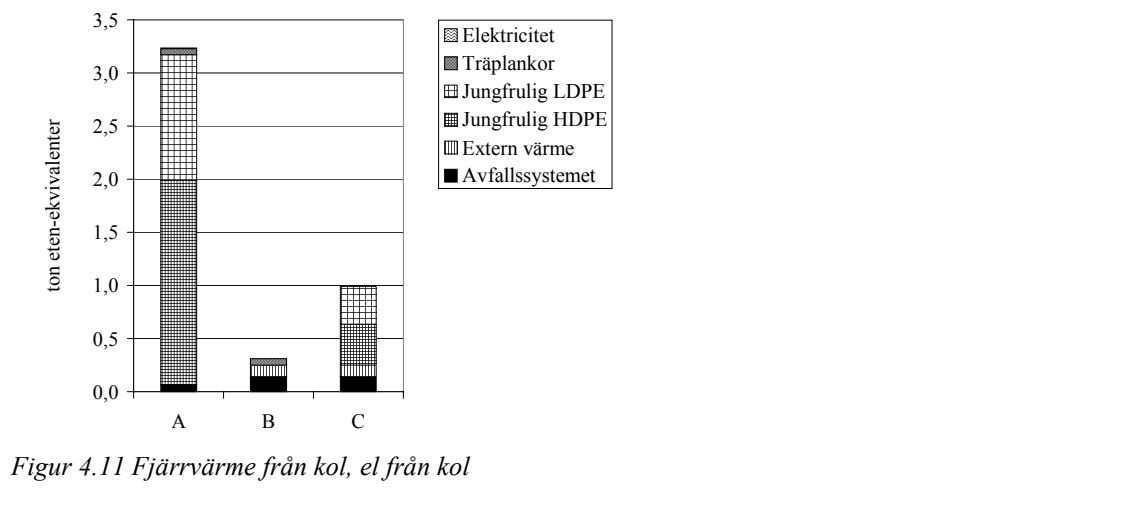 3,5
3,0
2,5
2,0
1,5
1,0
0,5
0,0
ton eten-ekvivalenter
A B C
Elektricitet
Träplankor
Jungfrulig LDPE
Jungfrulig HDPE
Extern värme
Avfallssystemet
Figur 4.11 Fjärrvärme från kol, el från kol